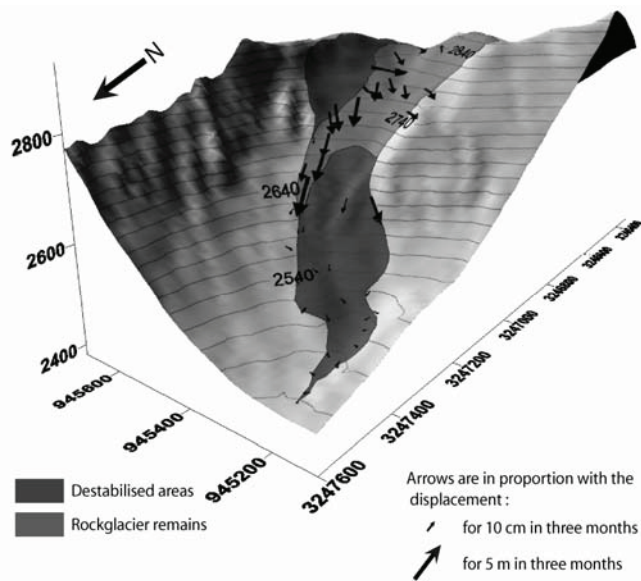 N
2840
2740
2800
2640
2600
2540
2400
945600
945400
945200
3247600
3247400
3247200
3247000
3246800
Destabilised areas
Rockglacier remains
Arrows are in proportion with the
displacement :
for 10 cm in three months
for 5 m in three months